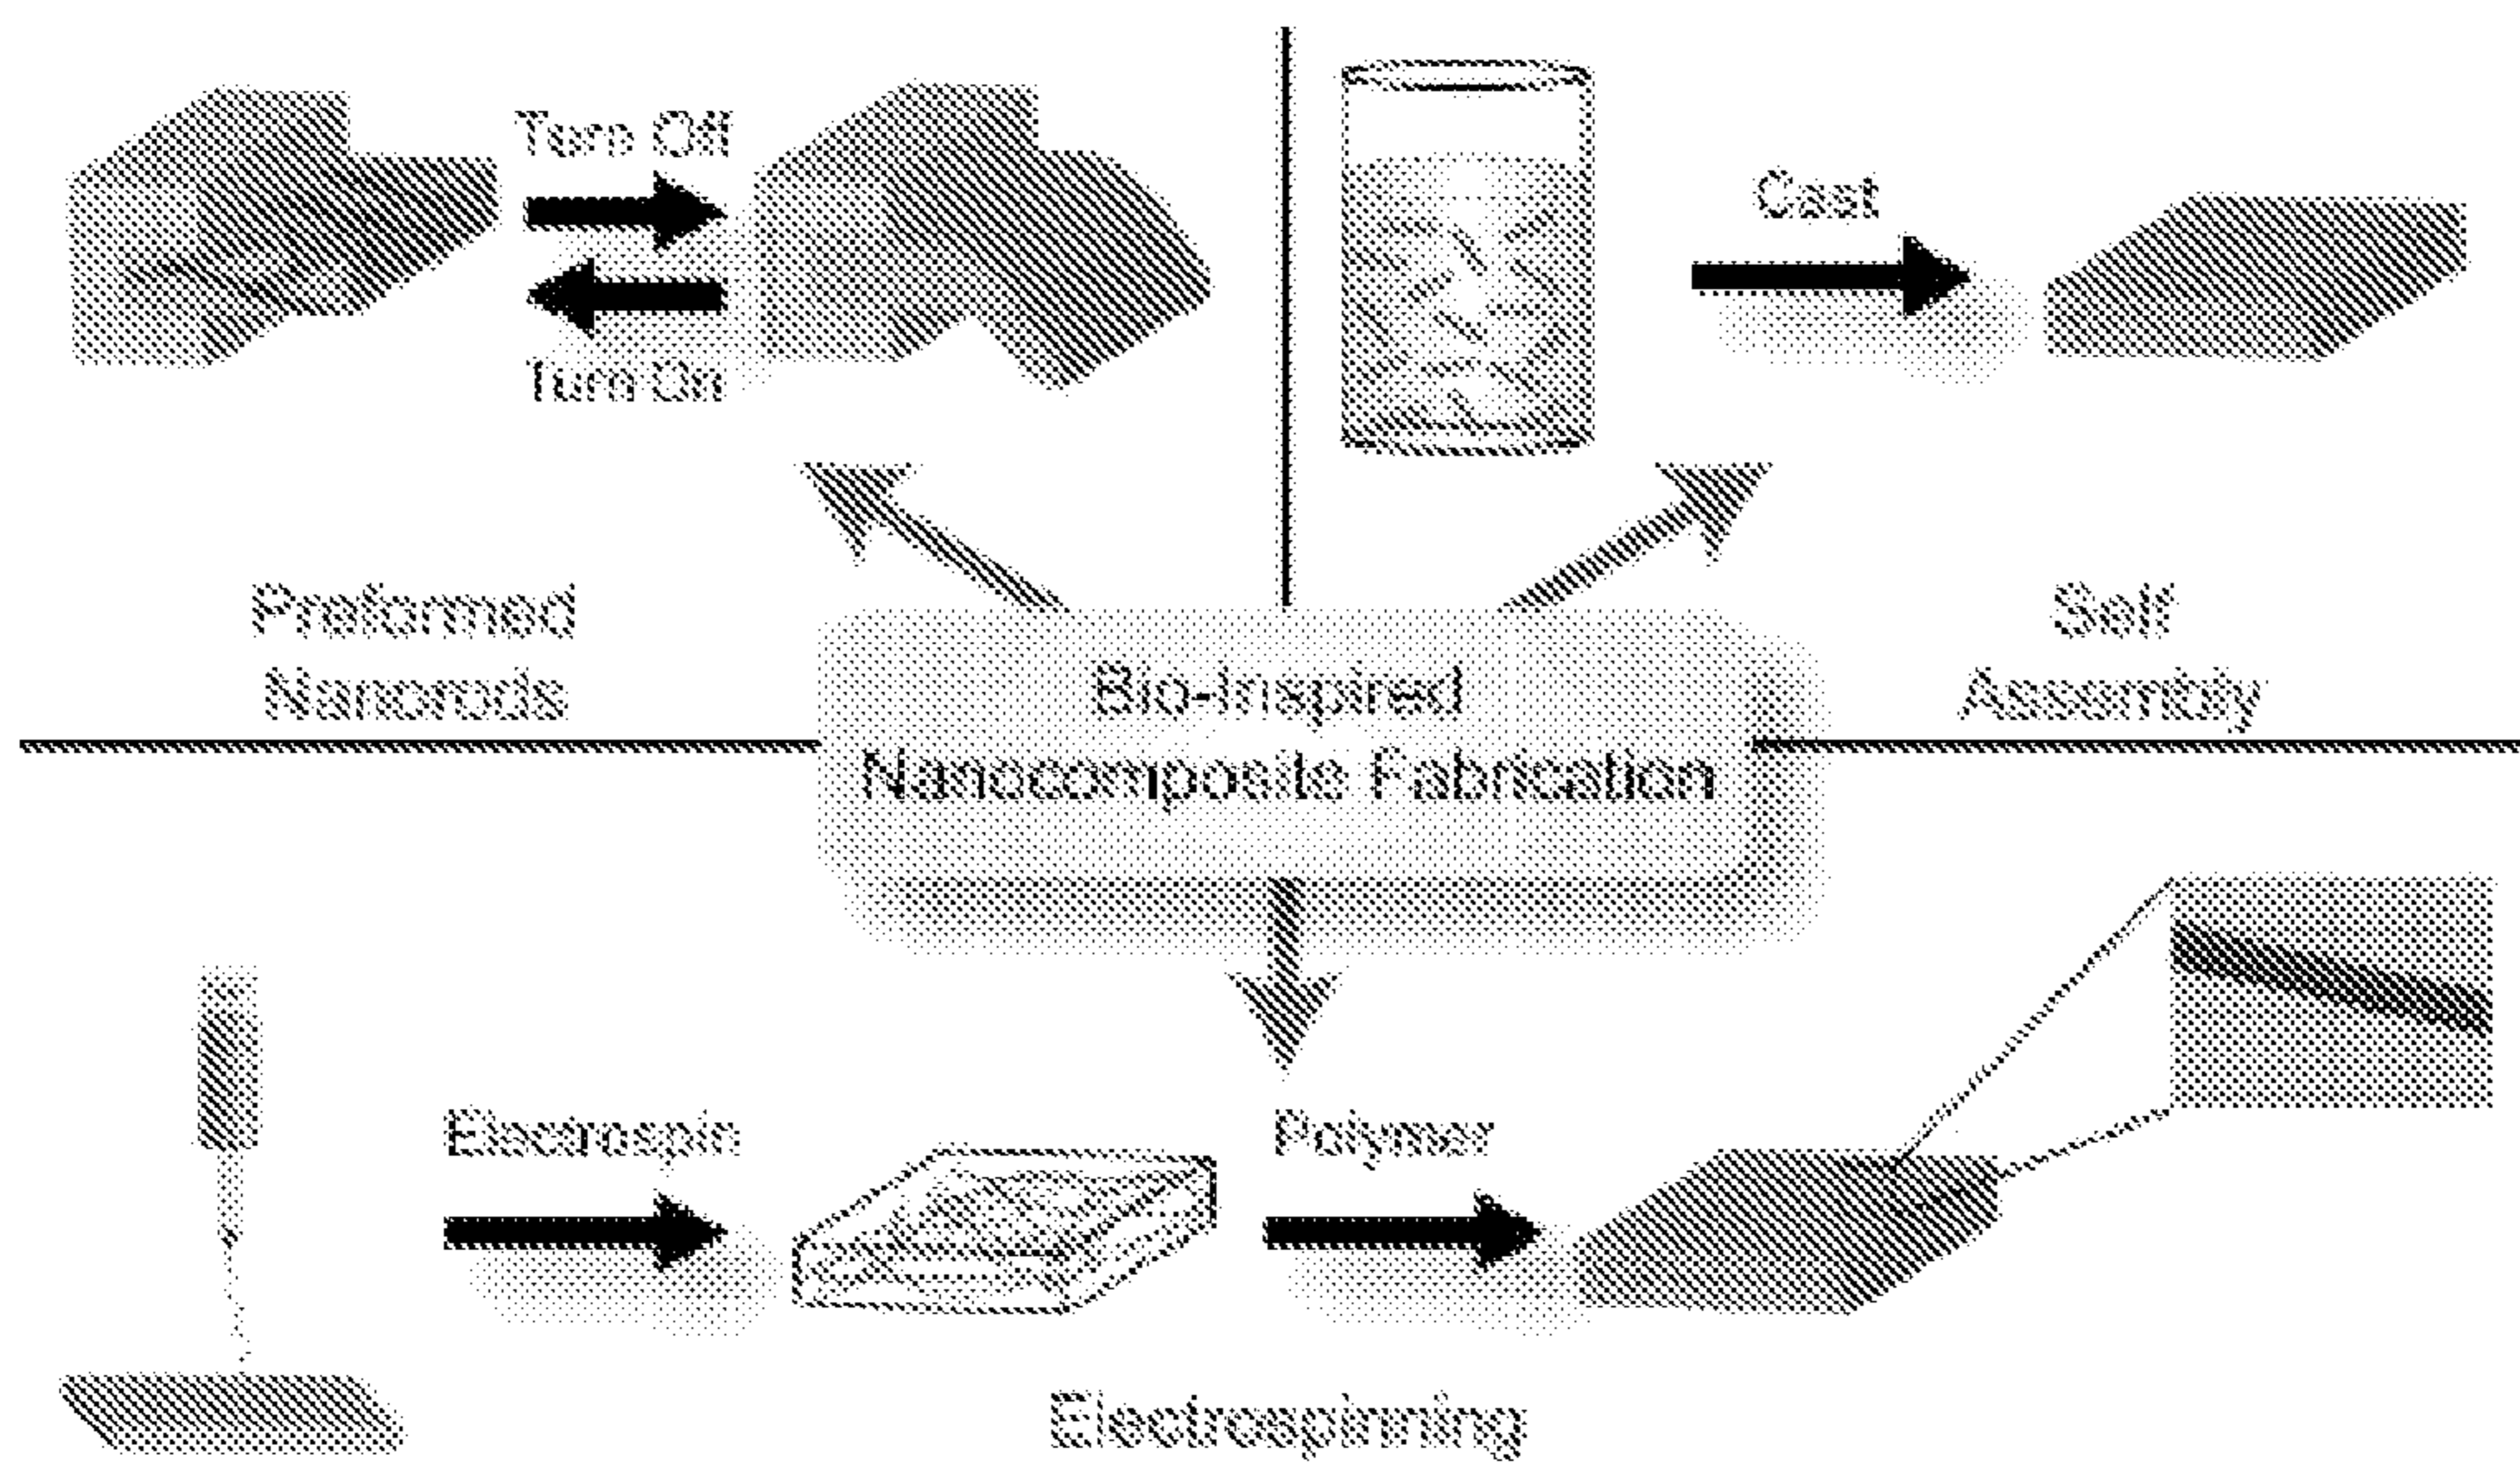 Turn Off
Turn On
Cast
Preformed
Nanorods
Self
Assembly
Bio-Inspired
Nanocomposite Fabrication
Electrospin
Polymer
Electrospinning